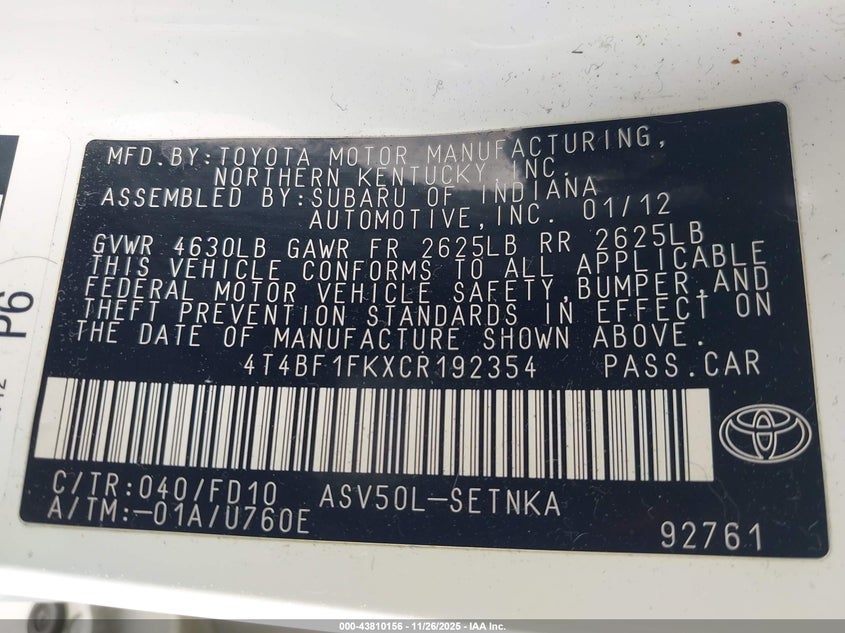 MFD.BY:TOYOTA MOTOR MANUFACTURING,
NORTHERN KENTUCKY, INC.
ASSEMBLED BY:SUBARU OF INDIANA
AUTOMOTIVE,INC. 01/12
GVWR 4630LB GAWR FR 2625LB RR 2625LB
THIS VEHICLE CONFORMS TO ALL APPLICABLE
FEDERAL MOTOR VEHICLE SAFETY,BUMPER,AND
THEFT PREVENTION STANDARDS IN EFFECT ON
THE DATE OF MANUFACTURE SHOWN ABOVE.
4T4BF1FKXCR192354 PASS.CAR
C/TR:040/FD10 ASV50L-SETNKA
A/TM:-01A/U760E 92761
P6
000-43810156 - 11/26/2025 - IAA Inc.